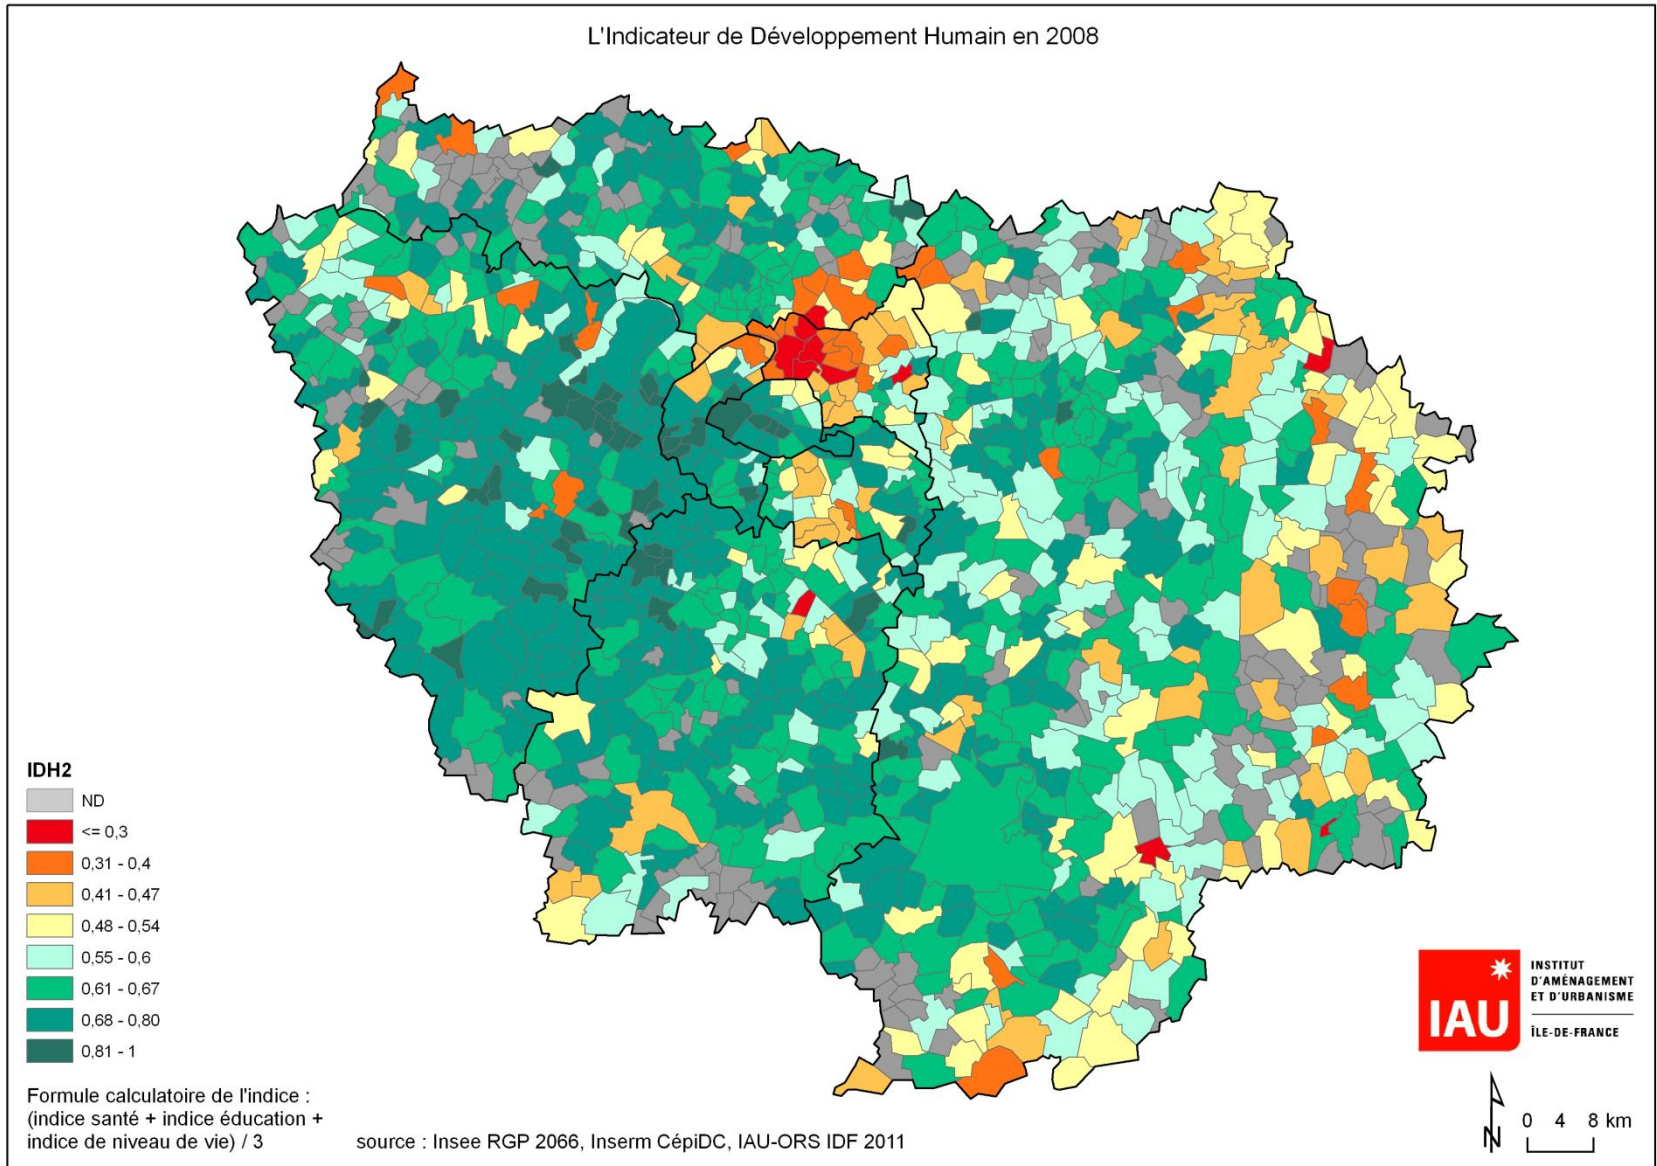 L'Indicateur de Développement Humain en 2008
IDH2
ND
<= 0,3
0,31 - 0,4
0,41 - 0,47
0,48 - 0,54
0,55 - 0,6
0,61 - 0,67
0,68 - 0,80
0,81 - 1
Formule calculatoire de l'indice :
(indice santé + indice éducation +
indice de niveau de vie) / 3
source : Insee RGP 2066, Inserm CépiDC, IAU-ORS IDF 2011
IAU
INSTITUT
D'AMÉNAGEMENT
ET D'URBANISME
ÎLE-DE-FRANCE
N
0 4 8 km